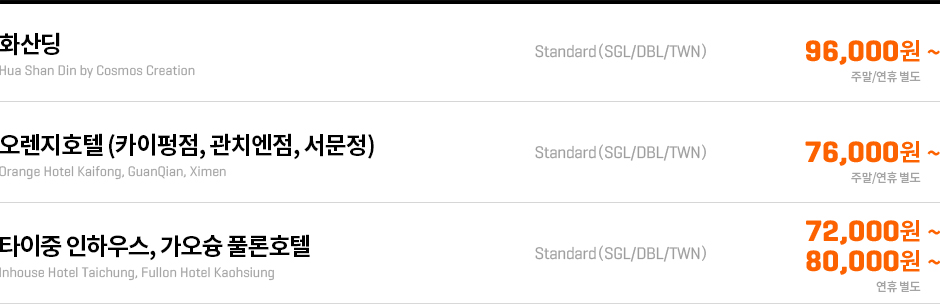 화산딩
Hua Shan Din by Cosmos Creation
Standard (SGL/DBL/TWN)
96,000원 ~
주말/연휴 별도
오렌지호텔 (카이펑점, 관치엔점, 서문정)
Orange Hotel Kaifong, GuanQian, Ximen
Standard (SGL/DBL/TWN)
76,000원 ~
주말/연휴 별도
타이중 인하우스, 가오슝 풀론호텔
Inhouse Hotel Taichung, Fullon Hotel Kaohsiung
Standard (SGL/DBL/TWN)
72,000원 ~
80,000원 ~
연휴 별도